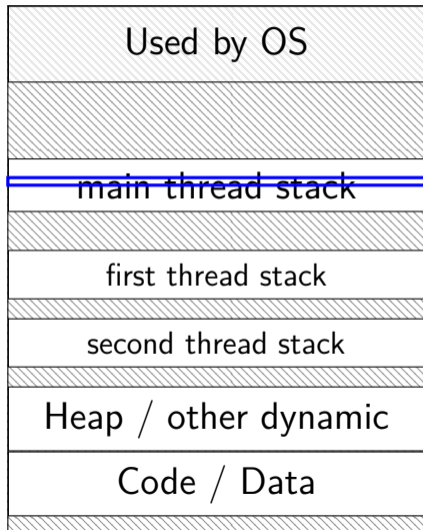 Used by OS
main thread stack
first thread stack
second thread stack
Heap / other dynamic
Code / Data